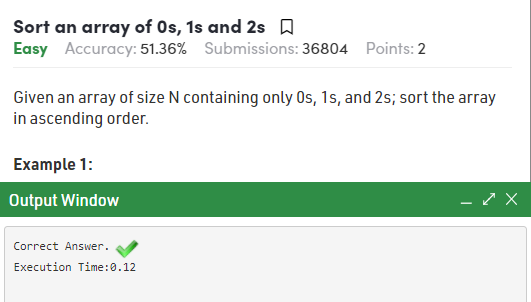 Sort an array of 0s, 1s and 2s
Easy Accuracy: 51.36% Submissions: 36804 Points: 2
Given an array of size N containing only 0s, 1s, and 2s; sort the array
in ascending order.
Example 1:
Output Window
Correct Answer.
Execution Time:0.12